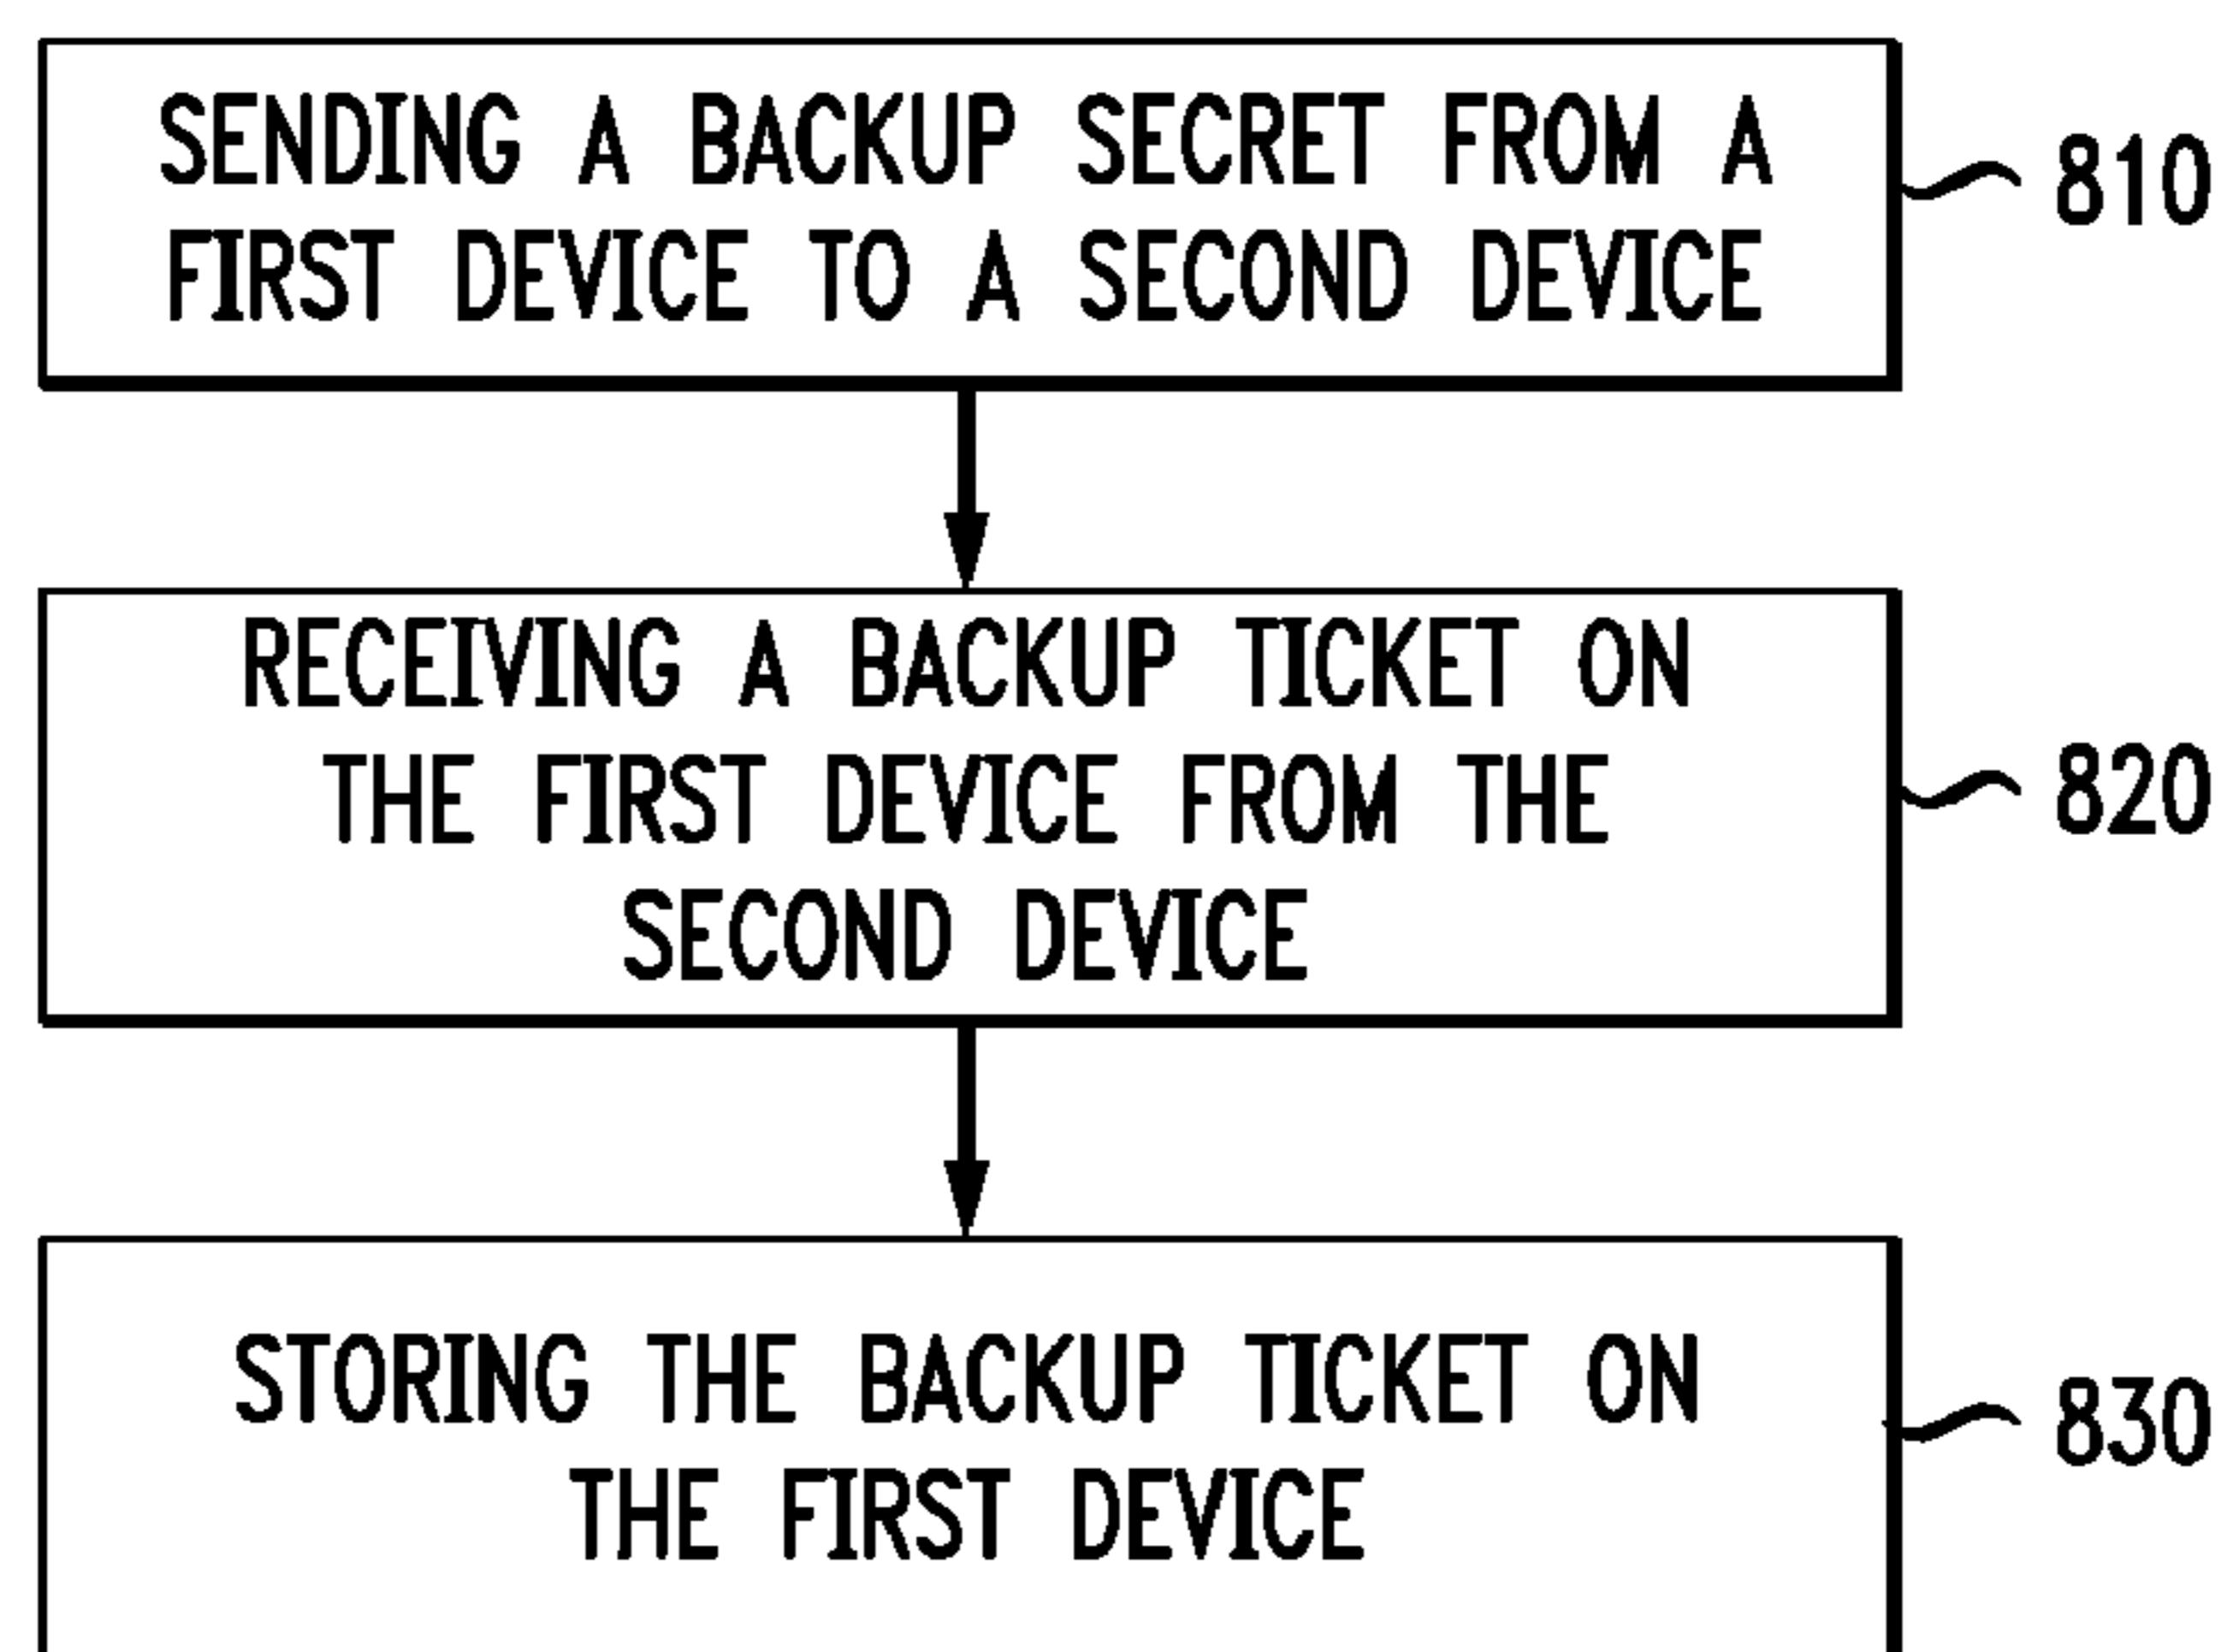 SENDING A BACKUP SECRET FROM A
FIRST DEVICE TO A SECOND DEVICE
810
RECEIVING A BACKUP TICKET ON
THE FIRST DEVICE FROM THE
SECOND DEVICE
820
STORING THE BACKUP TICKET ON
THE FIRST DEVICE
830